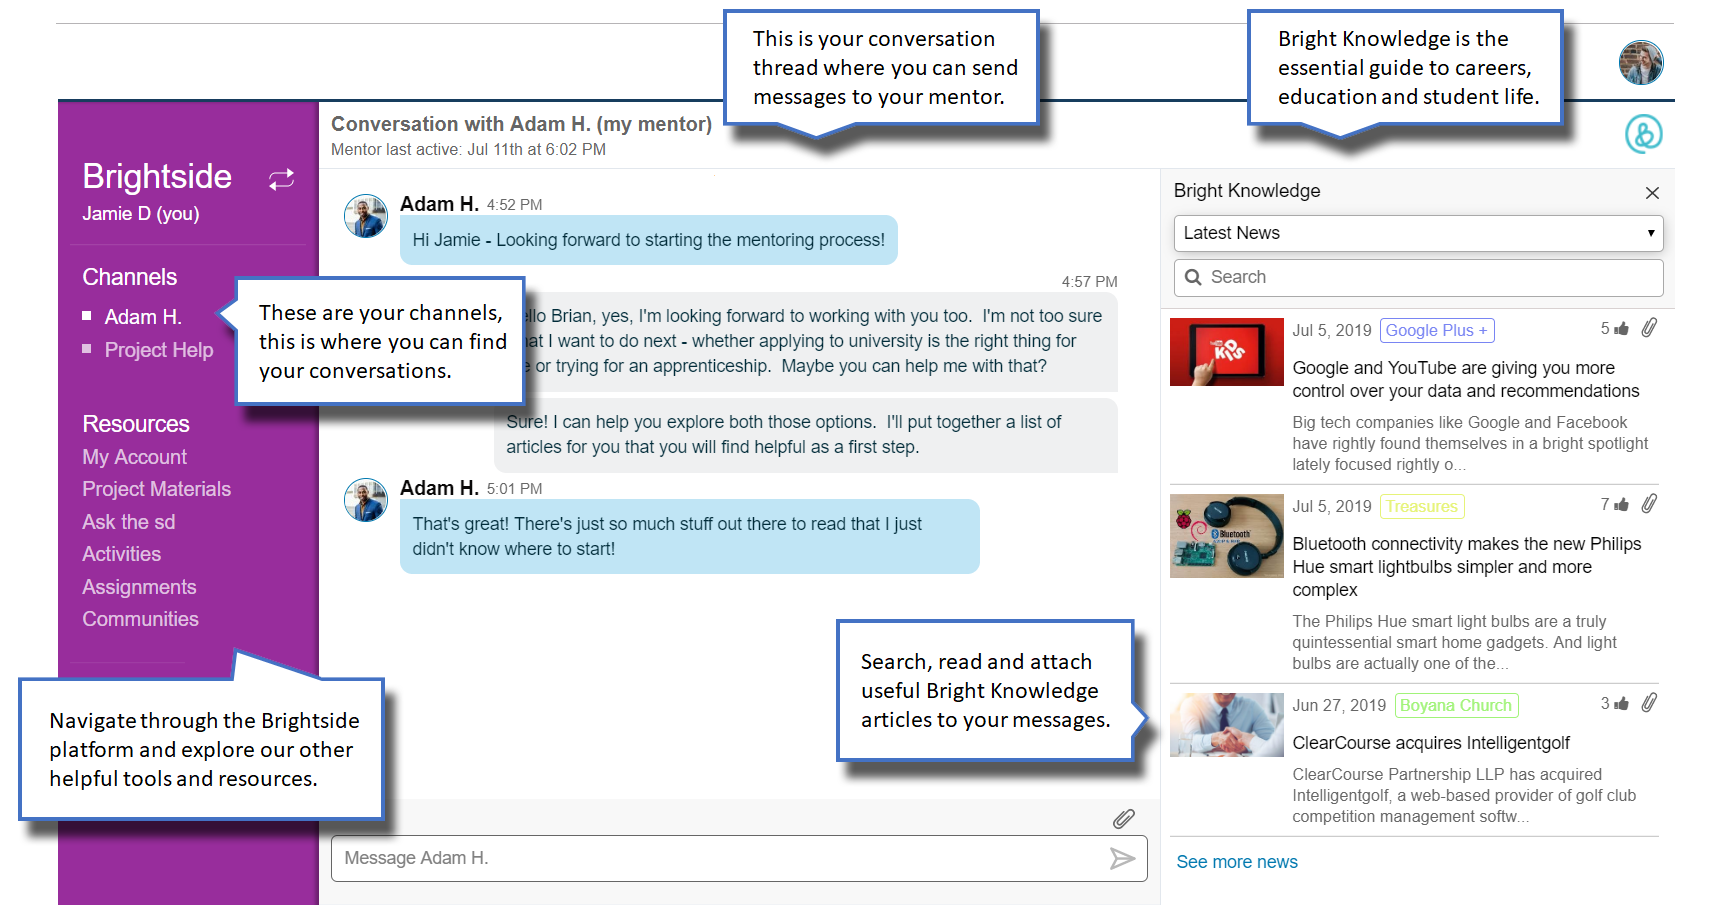 This is your conversation
thread where you can send
messages to your mentor.
Bright Knowledge is the
essential guide to careers,
education and student life.
Brightside
Jamie D (you)
Channels
Adam H.
Project Help
These are your channels,
this is where you can find
your conversations.
Resources
My Account
Project Materials
Ask the sd
Activities
Assignments
Communities
Navigate through the Brightside
platform and explore our other
helpful tools and resources.
Conversation with Adam H. (my mentor)
Mentor last active: Jul 11th at 6:02 PM
Adam H. 4:52 PM
Hi Jamie - Looking forward to starting the mentoring process!
4:57 PM
Brian, yes, I'm looking forward to working with you too. I'm not too sure
I want to do next - whether applying to university is the right thing for
or trying for an apprenticeship. Maybe you can help me with that?
Sure! I can help you explore both those options. I'll put together a list of
articles for you that you will find helpful as a first step.
Adam H. 5:01 PM
That's great! There's just so much stuff out there to read that I just
didn't know where to start!
Search, read and attach
useful Bright Knowledge
articles to your messages.
Message Adam H.
Bright Knowledge
Latest News
Search
Jul 5, 2019 Google Plus + 5
Google and YouTube are giving you more
control over your data and recommendations
Big tech companies like Google and Facebook
have rightly found themselves in a bright spotlight
lately focused rightly o...
Jul 5, 2019 Treasures 7
Bluetooth
Bluetooth connectivity makes the new Philips
Hue smart lightbulbs simpler and more
complex
The Philips Hue smart light bulbs are a truly
quintessential smart home gadgets. And light
bulbs are actually one of the...
Jun 27, 2019 Boyana Church 3
ClearCourse acquires Intelligentgolf
ClearCourse Partnership LLP has acquired
Intelligentgolf, a web-based provider of golf club
competition management softw...
See more news